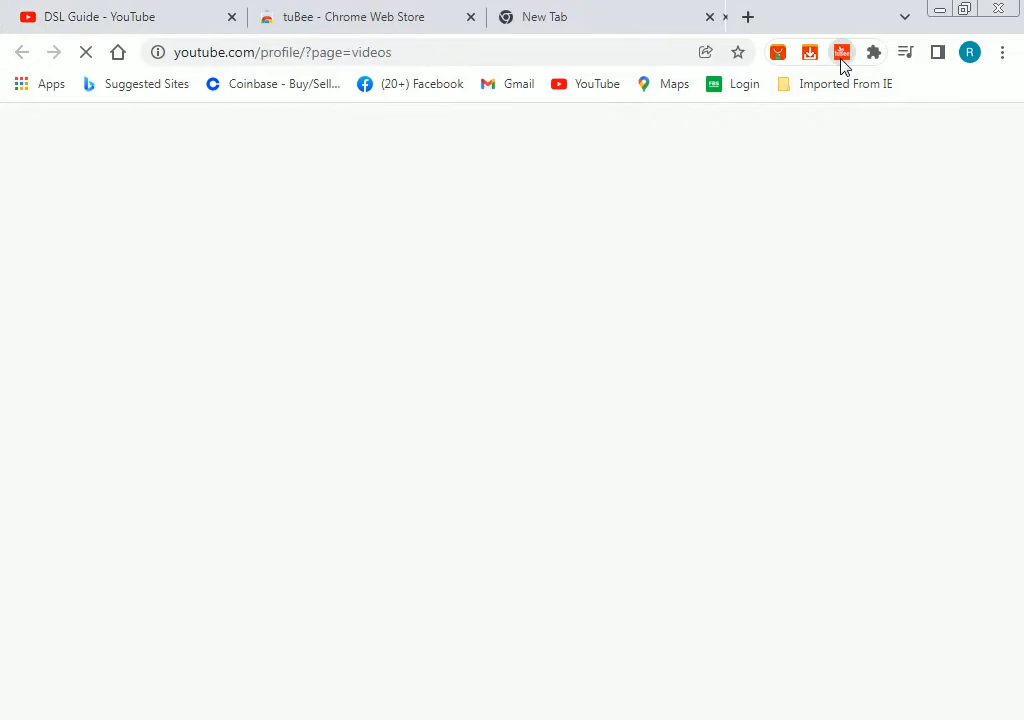 DSL Guide - YouTube
tuBee - Chrome Web Store
New Tab
youtube.com/profile/?page=videos
R
Apps
Suggested Sites
Coinbase - Buy/Sell...
(20+) Facebook
Gmail
YouTube
Maps
Login
Imported From IE